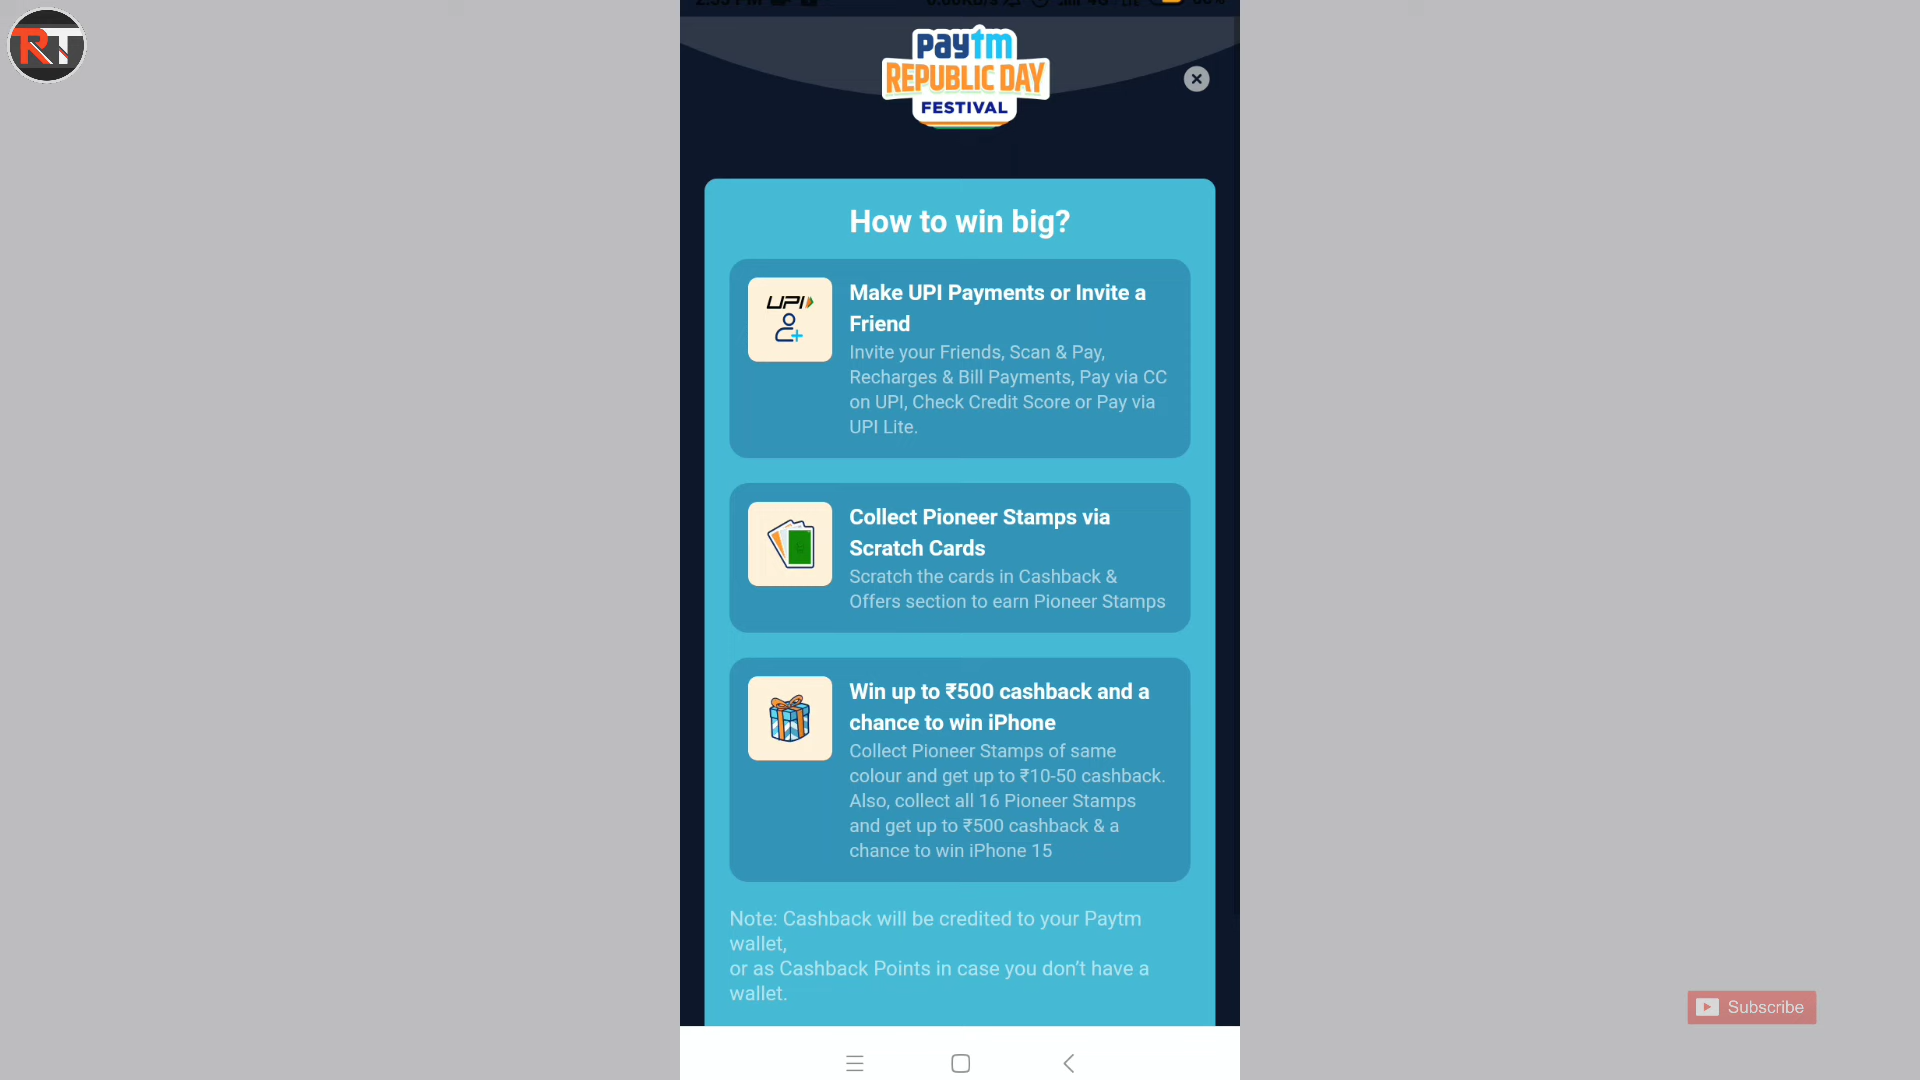 RT
paytm
REPUBLIC DAY
FESTIVAL
How to win big?
UPI
Make UPI Payments or Invite a
Friend
Invite your Friends, Scan & Pay,
Recharges & Bill Payments, Pay via CC
on UPI, Check Credit Score or Pay via
UPI Lite.
Collect Pioneer Stamps via
Scratch Cards
Scratch the cards in Cashback &
Offers section to earn Pioneer Stamps
Win up to ₹500 cashback and a
chance to win iPhone
Collect Pioneer Stamps of same
colour and get up to ₹10-50 cashback.
Also, collect all 16 Pioneer Stamps
and get up to ₹500 cashback & a
chance to win iPhone 15
Note: Cashback will be credited to your Paytm
wallet,
or as Cashback Points in case you don't have a
wallet.
Subscribe